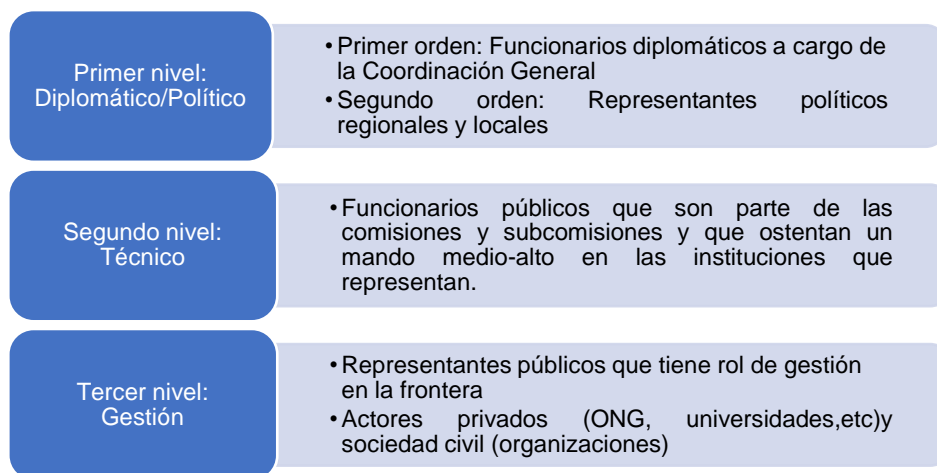 Primer nivel:
Diplomático/Político
• Primer orden: Funcionarios diplomáticos a cargo de
la Coordinación General
• Segundo orden: Representantes políticos
regionales y locales
Segundo nivel:
Técnico
• Funcionarios públicos que son parte de las
comisiones y subcomisiones y que ostentan un
mando medio-alto en las instituciones que
representan.
Tercer nivel:
Gestión
• Representantes públicos que tiene rol de gestión
en la frontera
• Actores privados (ONG, universidades,etc)y
sociedad civil (organizaciones)